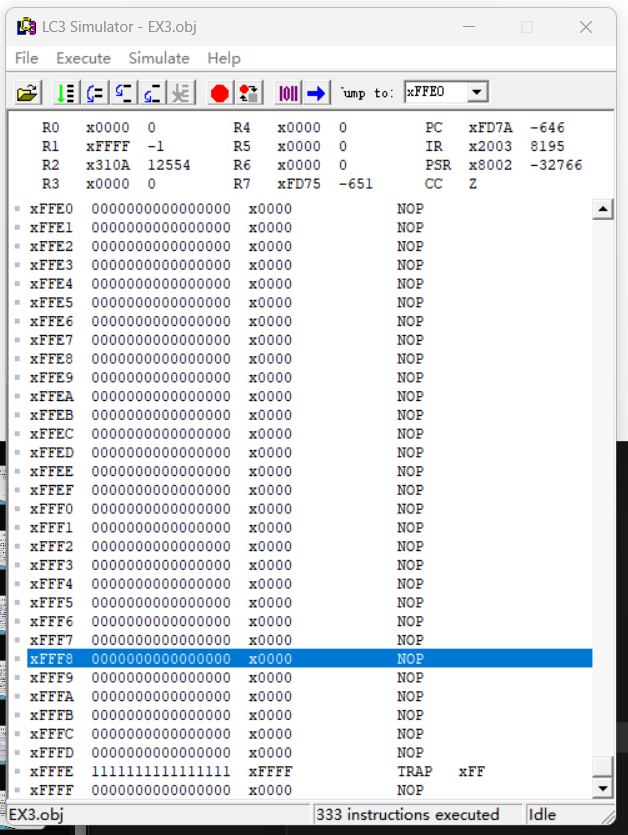 LC3 Simulator - EX3.obj
File Execute Simulate Help
Jump to: xFFE0
R0 x0000 0 R4 x0000 0 PC xFD7A -646
R1 xFFFF -1 R5 x0000 0 IR x2003 8195
R2 x310A 12554 R6 x0000 0 PSR x8002 -32766
R3 x0000 0 R7 xFD75 -651 CC Z
xFFE0 0000000000000000 x0000 NOP
xFFE1 0000000000000000 x0000 NOP
xFFE2 0000000000000000 x0000 NOP
xFFE3 0000000000000000 x0000 NOP
xFFE4 0000000000000000 x0000 NOP
xFFE5 0000000000000000 x0000 NOP
xFFE6 0000000000000000 x0000 NOP
xFFE7 0000000000000000 x0000 NOP
xFFE8 0000000000000000 x0000 NOP
xFFE9 0000000000000000 x0000 NOP
xFFEA 0000000000000000 x0000 NOP
xFFEB 0000000000000000 x0000 NOP
xFFEC 0000000000000000 x0000 NOP
xFFED 0000000000000000 x0000 NOP
xFFEE 0000000000000000 x0000 NOP
xFFEF 0000000000000000 x0000 NOP
xFFF0 0000000000000000 x0000 NOP
xFFF1 0000000000000000 x0000 NOP
xFFF2 0000000000000000 x0000 NOP
xFFF3 0000000000000000 x0000 NOP
xFFF4 0000000000000000 x0000 NOP
xFFF5 0000000000000000 x0000 NOP
xFFF6 0000000000000000 x0000 NOP
xFFF7 0000000000000000 x0000 NOP
xFFF8 0000000000000000 x0000 NOP
xFFF9 0000000000000000 x0000 NOP
xFFFA 0000000000000000 x0000 NOP
xFFFB 0000000000000000 x0000 NOP
xFFFC 0000000000000000 x0000 NOP
xFFFD 0000000000000000 x0000 NOP
xFFFE 1111111111111111 xFFFF TRAP xFF
xFFFF 0000000000000000 x0000 NOP
EX3.obj 333 instructions executed Idle